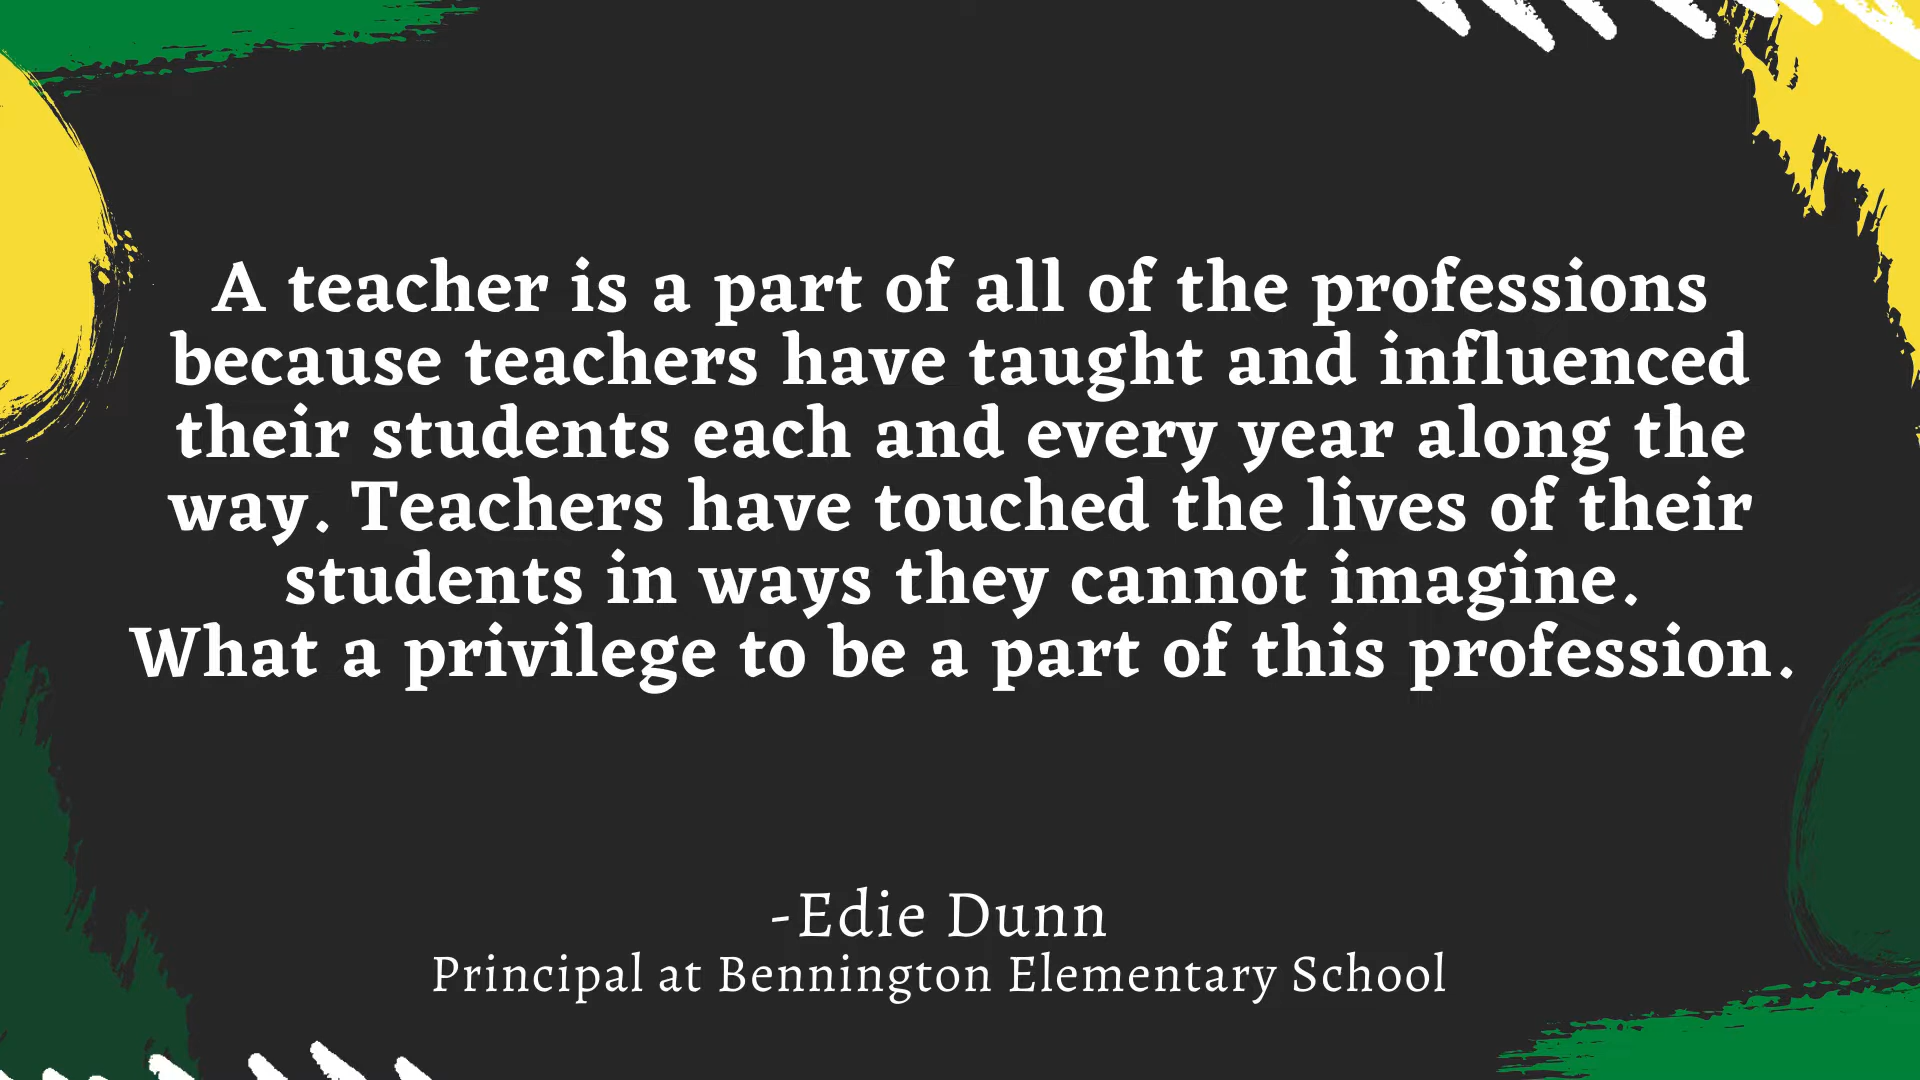 A teacher is a part of all of the professions
because teachers have taught and influenced
their students each and every year along the
way. Teachers have touched the lives of their
students in ways they cannot imagine.
What a privilege to be a part of this profession.
-Edie Dunn
Principal at Bennington Elementary School